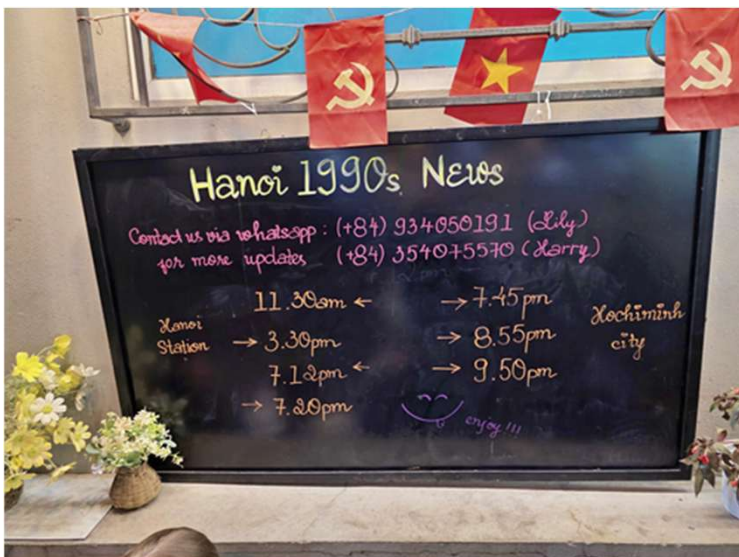 Hanoi 1990s News
Contact us via whatsapp : (+84) 934050191 (Lily)
for more updates (+84) 354075570 (Harry)
11.30am ← → 7.45pm
Hanoi Station → 3.30pm → 8.55pm Hochiminh city
7.12pm ← → 9.50pm
→ 7.20pm
enjoy!!!